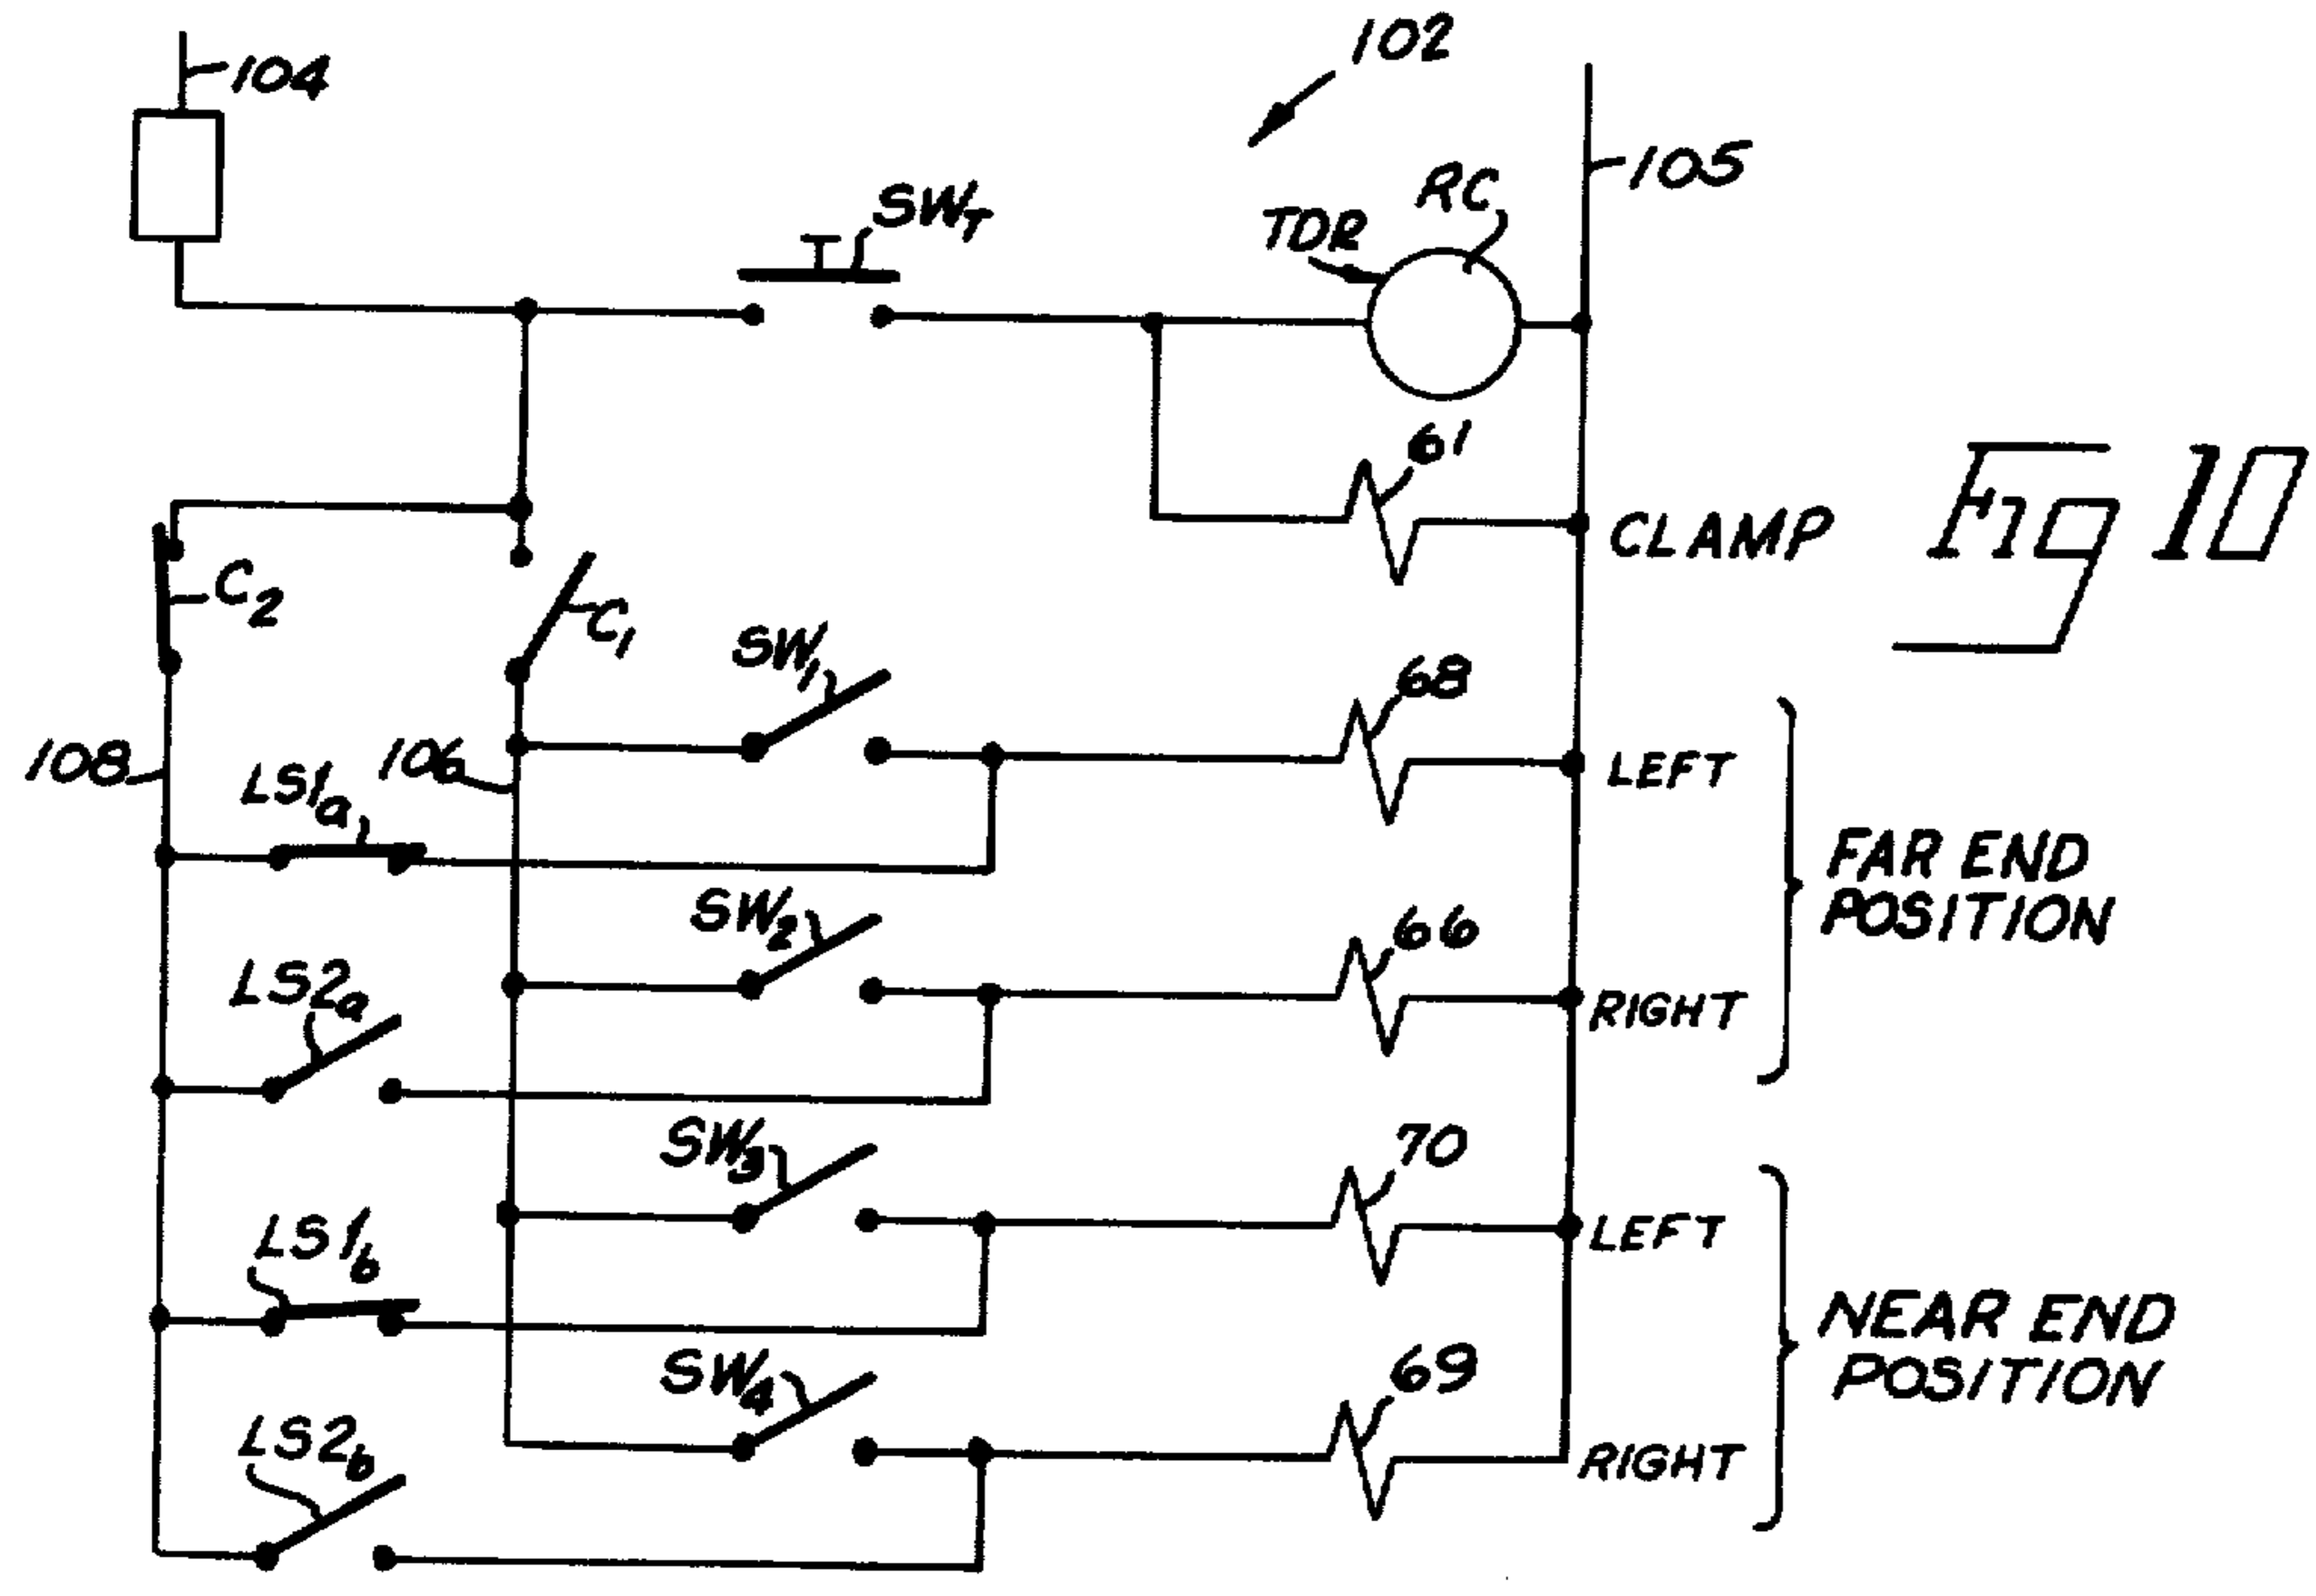 102
104
105
RC
TDR
SWT
61
CLAMP
Fig 10
C2
C1
SW1
68
LEFT
108
106
LS1a
FAR END
POSITION
SW2
66
RIGHT
LS2a
SW3
70
LEFT
LS1b
NEAR END
POSITION
SW4
69
RIGHT
LS2b